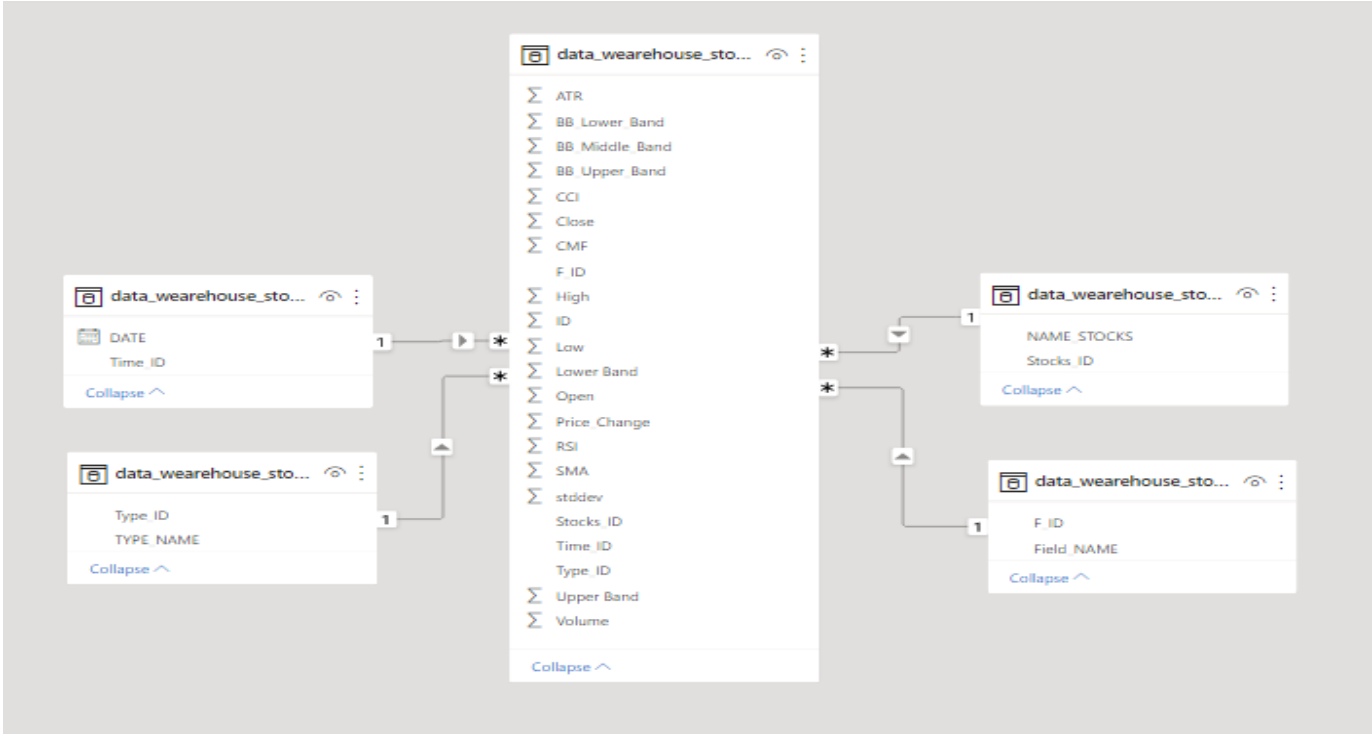 data_wearehouse_sto...
ATR
BB_Lower_Band
BB_Middle_Band
BB_Upper_Band
CCI
Close
CMF
F_ID
High
ID
Low
Lower Band
Open
Price_Change
RSI
SMA
stddev
Stocks_ID
Time_ID
Type_ID
Upper Band
Volume
Collapse
data_wearehouse_sto...
DATE
Time_ID
Collapse
1
*
data_wearehouse_sto...
Type_ID
TYPE_NAME
Collapse
1
*
data_wearehouse_sto...
NAME_STOCKS
Stocks_ID
Collapse
1
*
data_wearehouse_sto...
F_ID
Field_NAME
Collapse
1
*